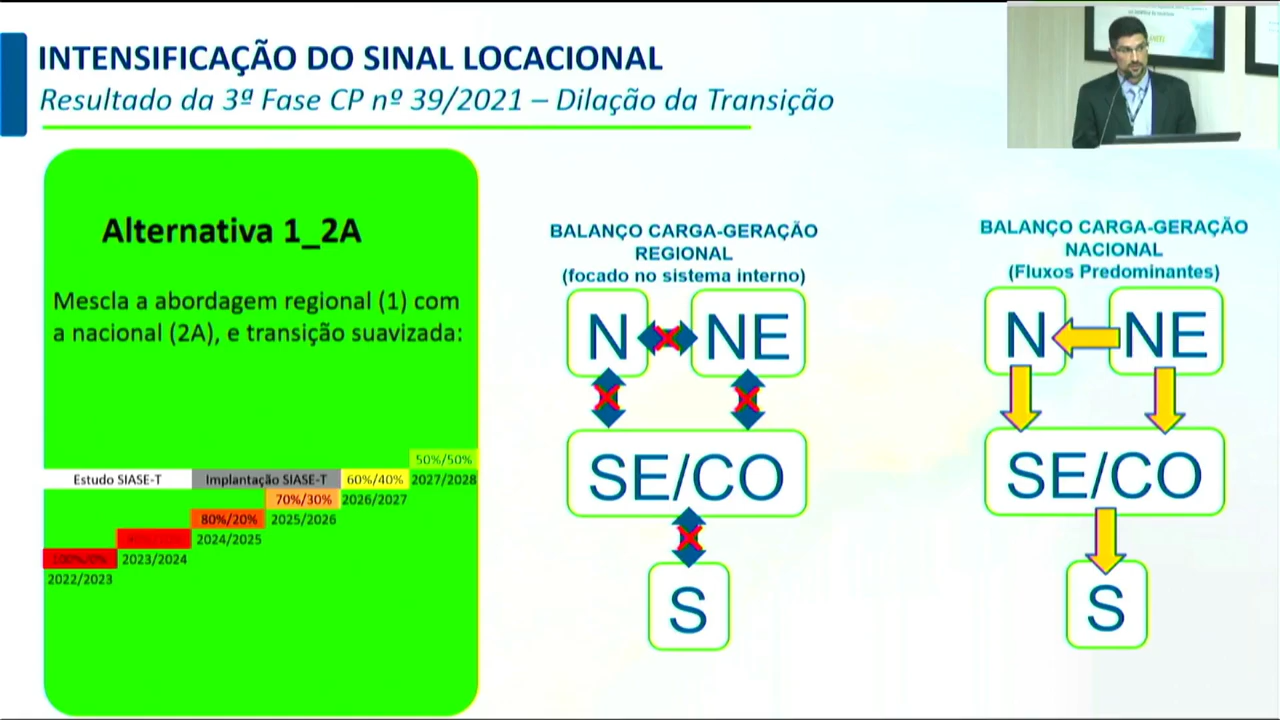 INTENSIFICAÇÃO DO SINAL LOCACIONAL
Resultado da 3ª Fase CP nº 39/2021 – Dilação da Transição
Alternativa 1_2A
Mescla a abordagem regional (1) com
a nacional (2A), e transição suavizada:
50%/50%
Estudo SIASE-T
Implantação SIASE-T
60%/40%
2027/2028
70%/30%
2026/2027
80%/20%
2025/2026
2024/2025
100%/0%
2023/2024
2022/2023
BALANÇO CARGA-GERAÇÃO
REGIONAL
(focado no sistema interno)
N
NE
SE/CO
S
BALANÇO CARGA-GERAÇÃO
NACIONAL
(Fluxos Predominantes)
N
NE
SE/CO
S